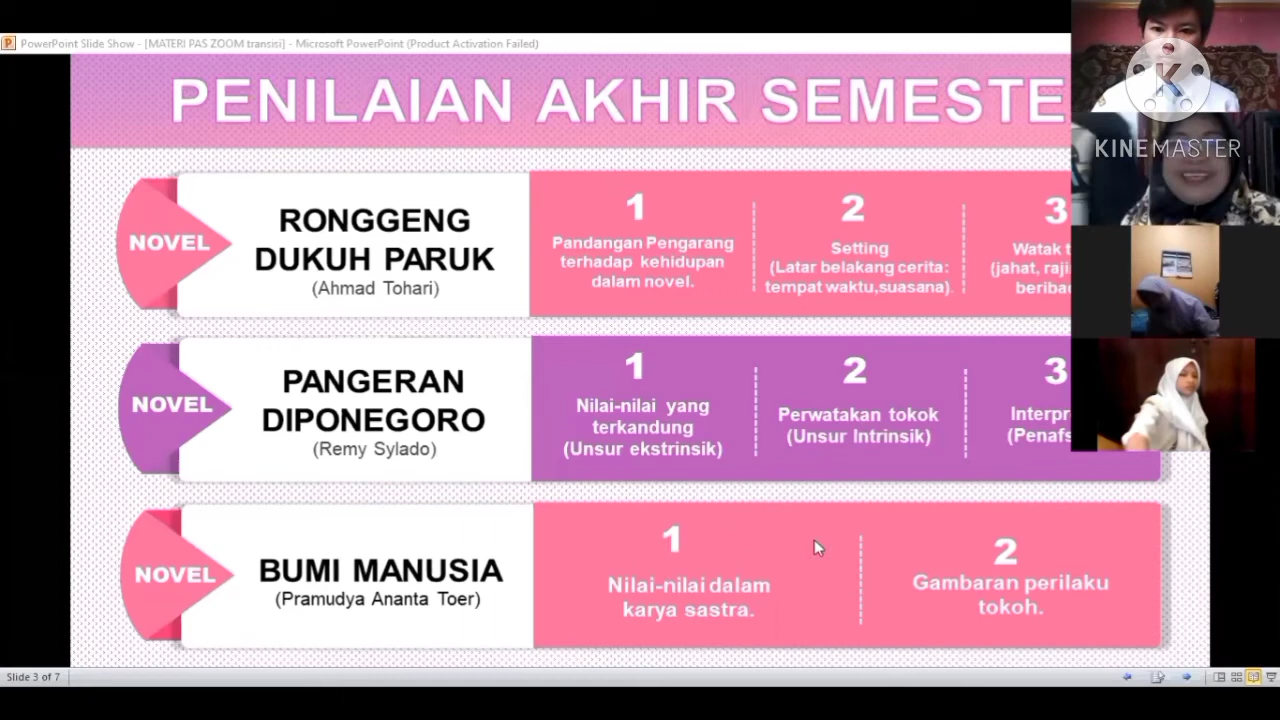 PowerPoint Slide Show - [MATERI PAS ZOOM transisi] - Microsoft PowerPoint (Product Activation Failed)
PENILAIAN AKHIR SEMESTE
KINEMASTER
NOVEL
RONGGENG
DUKUH PARUK
(Ahmad Tohari)
1
Pandangan Pengarang
terhadap kehidupan
dalam novel.
2
Setting
(Latar belakang cerita:
tempat waktu,suasana).
3
Watak t
(jahat, raji
beribad
NOVEL
PANGERAN
DIPONEGORO
(Remy Sylado)
1
Nilai-nilai yang
terkandung
(Unsur ekstrinsik)
2
Perwatakan tokok
(Unsur Intrinsik)
3
Interpr
(Penafs
NOVEL
BUMI MANUSIA
(Pramudya Ananta Toer)
1
Nilai-nilai dalam
karya sastra.
2
Gambaran perilaku
tokoh.
Slide 3 of 7